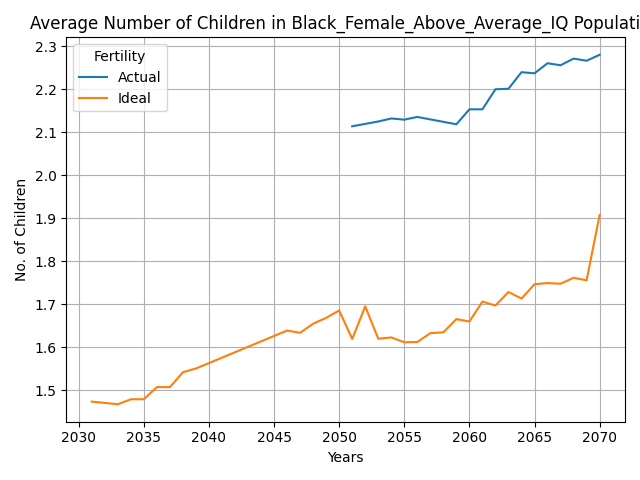 Average Number of Children in Black_Female_Above_Average_IQ Populati
2.3
2.2
2.1
2.0
1.9
1.8
1.7
1.6
1.5
No. of Children
Fertility
Actual
Ideal
2030 2035 2040 2045 2050 2055 2060 2065 2070
Years